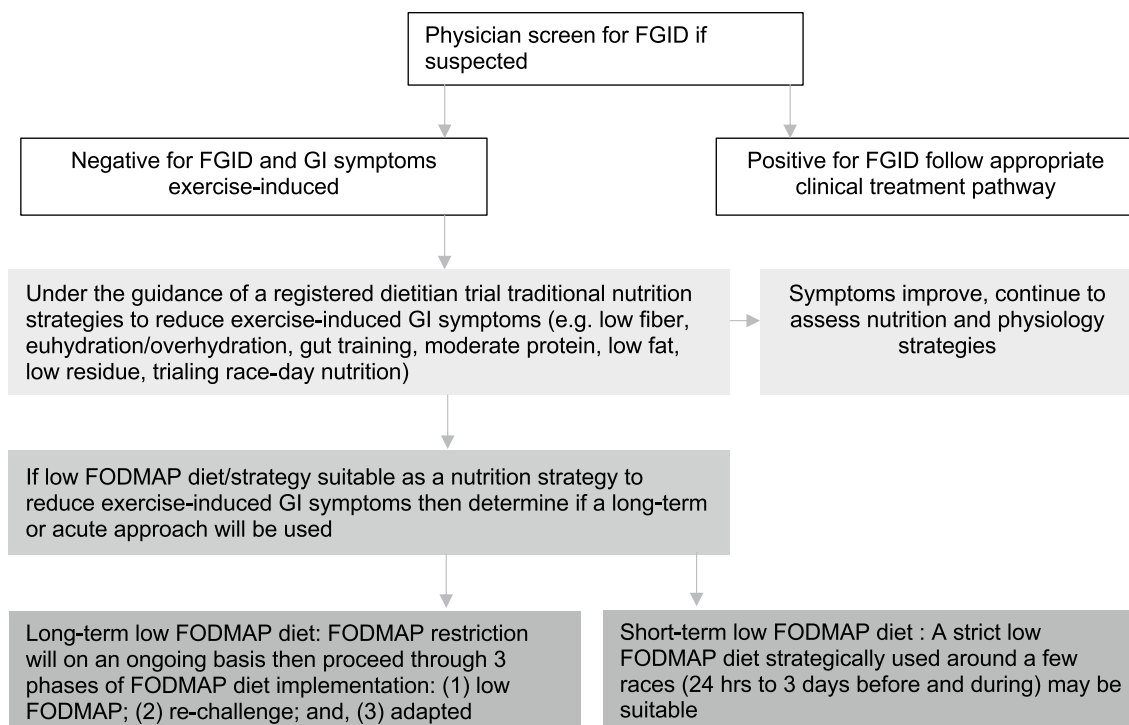 Physician screen for FGID if
suspected
Negative for FGID and GI symptoms
exercise-induced
Positive for FGID follow appropriate
clinical treatment pathway
Under the guidance of a registered dietitian trial traditional nutrition
strategies to reduce exercise-induced GI symptoms (e.g. low fiber,
euhydration/overhydration, gut training, moderate protein, low fat,
low residue, trialing race-day nutrition)
Symptoms improve, continue to
assess nutrition and physiology
strategies
If low FODMAP diet/strategy suitable as a nutrition strategy to
reduce exercise-induced GI symptoms then determine if a long-term
or acute approach will be used
Long-term low FODMAP diet: FODMAP restriction
will on an ongoing basis then proceed through 3
phases of FODMAP diet implementation: (1) low
FODMAP; (2) re-challenge; and, (3) adapted
Short-term low FODMAP diet : A strict low
FODMAP diet strategically used around a few
races (24 hrs to 3 days before and during) may be
suitable